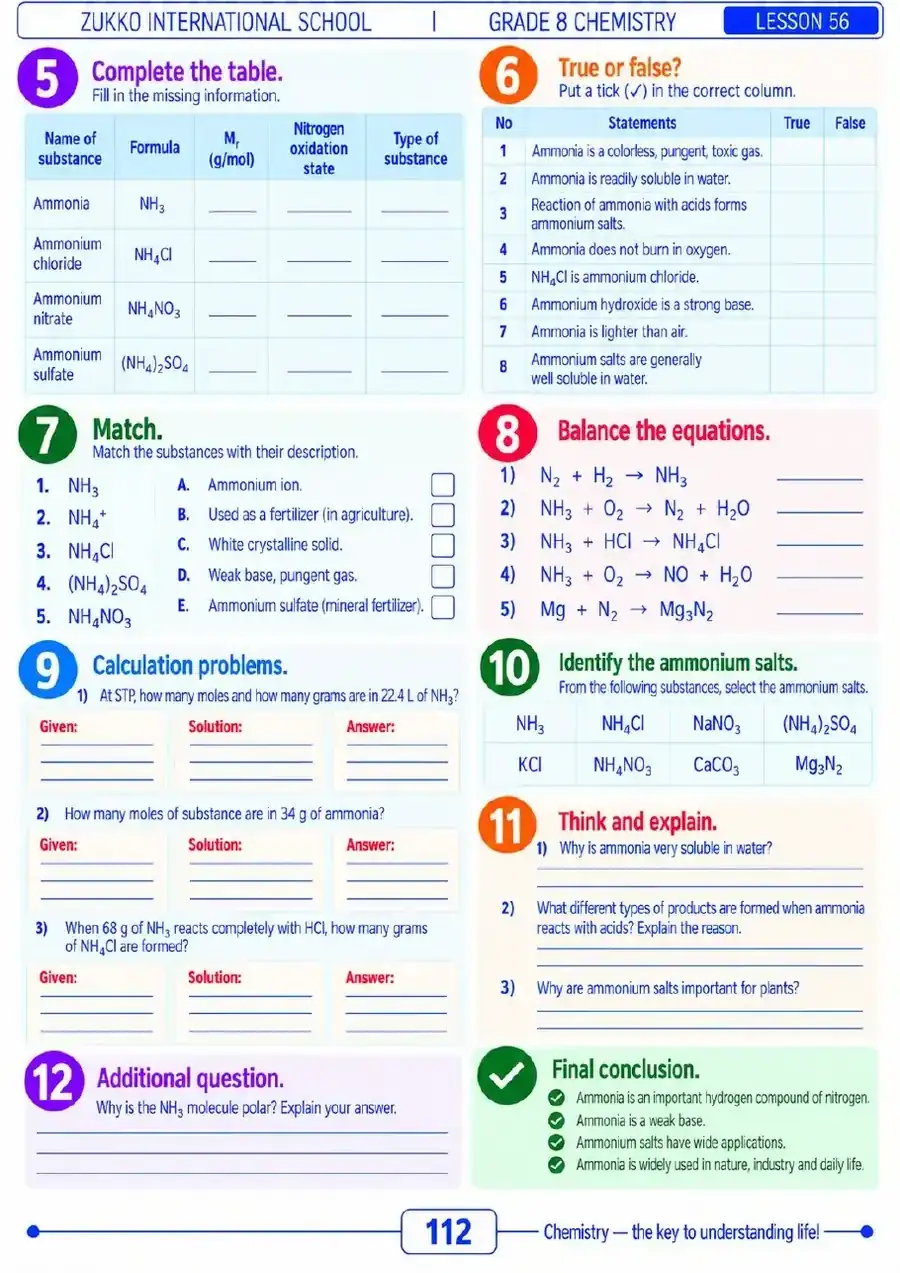 ZUKKO INTERNATIONAL SCHOOL | GRADE 8 CHEMISTRY LESSON 56
5 Complete the table.
Fill in the missing information.
Name of substance | Formula | Mᵣ (g/mol) | Nitrogen oxidation state | Type of substance
Ammonia NH₃ ______ ______ ______
Ammonium chloride NH₄Cl ______ ______ ______
Ammonium nitrate NH₄NO₃ ______ ______ ______
Ammonium sulfate (NH₄)₂SO₄ ______ ______ ______
6 True or false?
Put a tick (✓) in the correct column.
No Statements True False
1 Ammonia is a colorless, pungent, toxic gas.
2 Ammonia is readily soluble in water.
3 Reaction of ammonia with acids forms
ammonium salts.
4 Ammonia does not burn in oxygen.
5 NH₄Cl is ammonium chloride.
6 Ammonium hydroxide is a strong base.
7 Ammonia is lighter than air.
8 Ammonium salts are generally
well soluble in water.
7 Match.
Match the substances with their description.
1. NH₃
2. NH₄⁺
3. NH₄Cl
4. (NH₄)₂SO₄
5. NH₄NO₃
A. Ammonium ion.
B. Used as a fertilizer (in agriculture).
C. White crystalline solid.
D. Weak base, pungent gas.
E. Ammonium sulfate (mineral fertilizer).
8 Balance the equations.
1) N₂ + H₂ → NH₃
2) NH₃ + O₂ → N₂ + H₂O
3) NH₃ + HCl → NH₄Cl
4) NH₃ + O₂ → NO + H₂O
5) Mg + N₂ → Mg₃N₂
9 Calculation problems.
1) At STP, how many moles and how many grams are in 22.4 L of NH₃?
Given: Solution: Answer:
2) How many moles of substance are in 34 g of ammonia?
Given: Solution: Answer:
3) When 68 g of NH₃ reacts completely with HCl, how many grams
of NH₄Cl are formed?
Given: Solution: Answer:
10 Identify the ammonium salts.
From the following substances, select the ammonium salts.
NH₃ NH₄Cl NaNO₃ (NH₄)₂SO₄
KCl NH₄NO₃ CaCO₃ Mg₃N₂
11 Think and explain.
1) Why is ammonia very soluble in water?
2) What different types of products are formed when ammonia
reacts with acids? Explain the reason.
3) Why are ammonium salts important for plants?
12 Additional question.
Why is the NH₃ molecule polar? Explain your answer.
Final conclusion.
Ammonia is an important hydrogen compound of nitrogen.
Ammonia is a weak base.
Ammonium salts have wide applications.
Ammonia is widely used in nature, industry and daily life.
112
Chemistry — the key to understanding life!